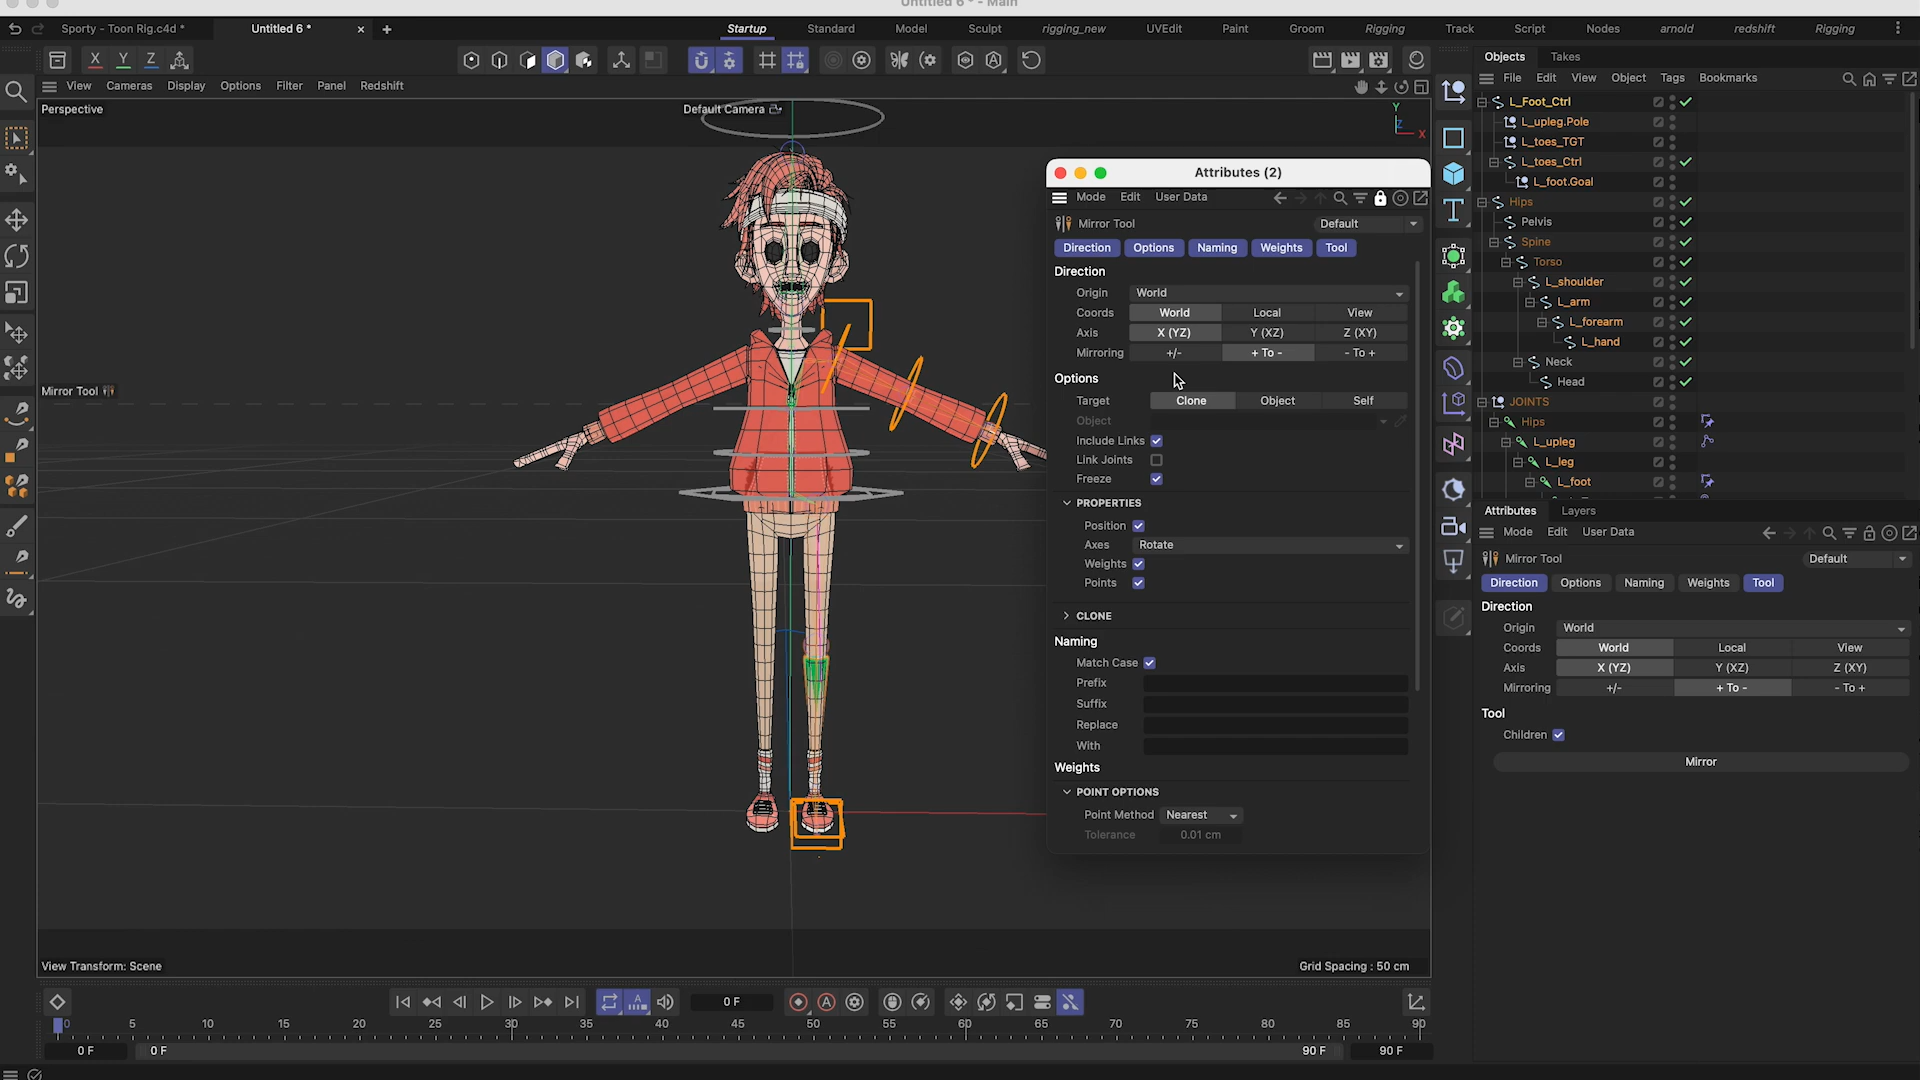 Untitled 6 * - Main
Sporty - Toon Rig.c4d *
Untitled 6 *
Startup
Standard
Model
Sculpt
rigging_new
UVEdit
Paint
Groom
Rigging
Track
Script
Nodes
arnold
redshift
Rigging
X
Y
Z
View
Cameras
Display
Options
Filter
Panel
Redshift
Perspective
Default Camera
Y
Z
X
Mirror Tool
View Transform: Scene
Grid Spacing : 50 cm
Attributes (2)
Mode
Edit
User Data
Mirror Tool
Default
Direction
Options
Naming
Weights
Tool
Direction
Origin World
Coords World Local View
Axis X (YZ) Y (XZ) Z (XY)
Mirroring +/- + To - - To +
Options
Target Clone Object Self
Object
Include Links
Link Joints
Freeze
PROPERTIES
Position
Axes Rotate
Weights
Points
CLONE
Naming
Match Case
Prefix
Suffix
Replace
With
Weights
POINT OPTIONS
Point Method Nearest
Tolerance 0.01 cm
Objects
Takes
File
Edit
View
Object
Tags
Bookmarks
L_Foot_Ctrl
L_upleg.Pole
L_toes_TGT
L_toes_Ctrl
L_foot.Goal
Hips
Pelvis
Spine
Torso
L_shoulder
L_arm
L_forearm
L_hand
Neck
Head
JOINTS
Hips
L_upleg
L_leg
L_foot
Attributes
Layers
Mode
Edit
User Data
Mirror Tool
Default
Direction
Options
Naming
Weights
Tool
Direction
Origin World
Coords World Local View
Axis X (YZ) Y (XZ) Z (XY)
Mirroring +/- + To - - To +
Tool
Children
Mirror
0 F
0 5 10 15 20 25 30 35 40 45 50 55 60 65 70 75 80 85 90
0 F
0 F
90 F
90 F